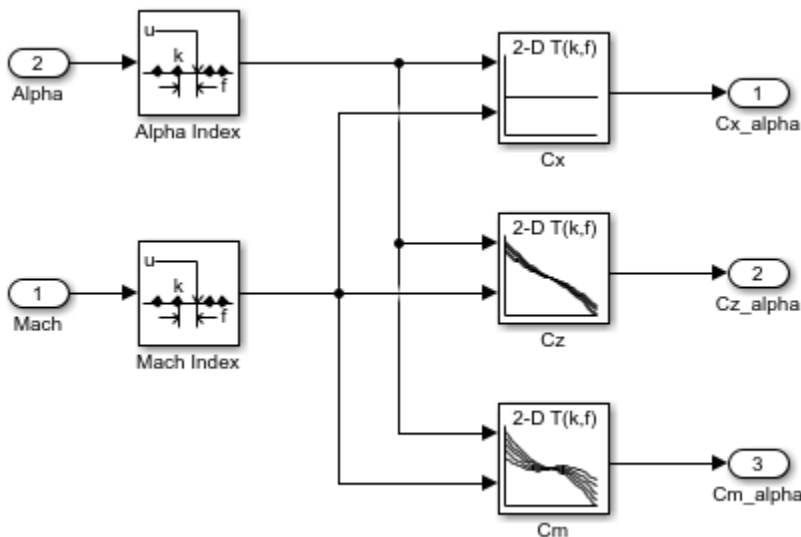 2
Alpha
u
k
f
Alpha Index
2-D T(k,f)
Cx
1
Cx_alpha
1
Mach
u
k
f
Mach Index
2-D T(k,f)
Cz
2
Cz_alpha
2-D T(k,f)
Cm
3
Cm_alpha